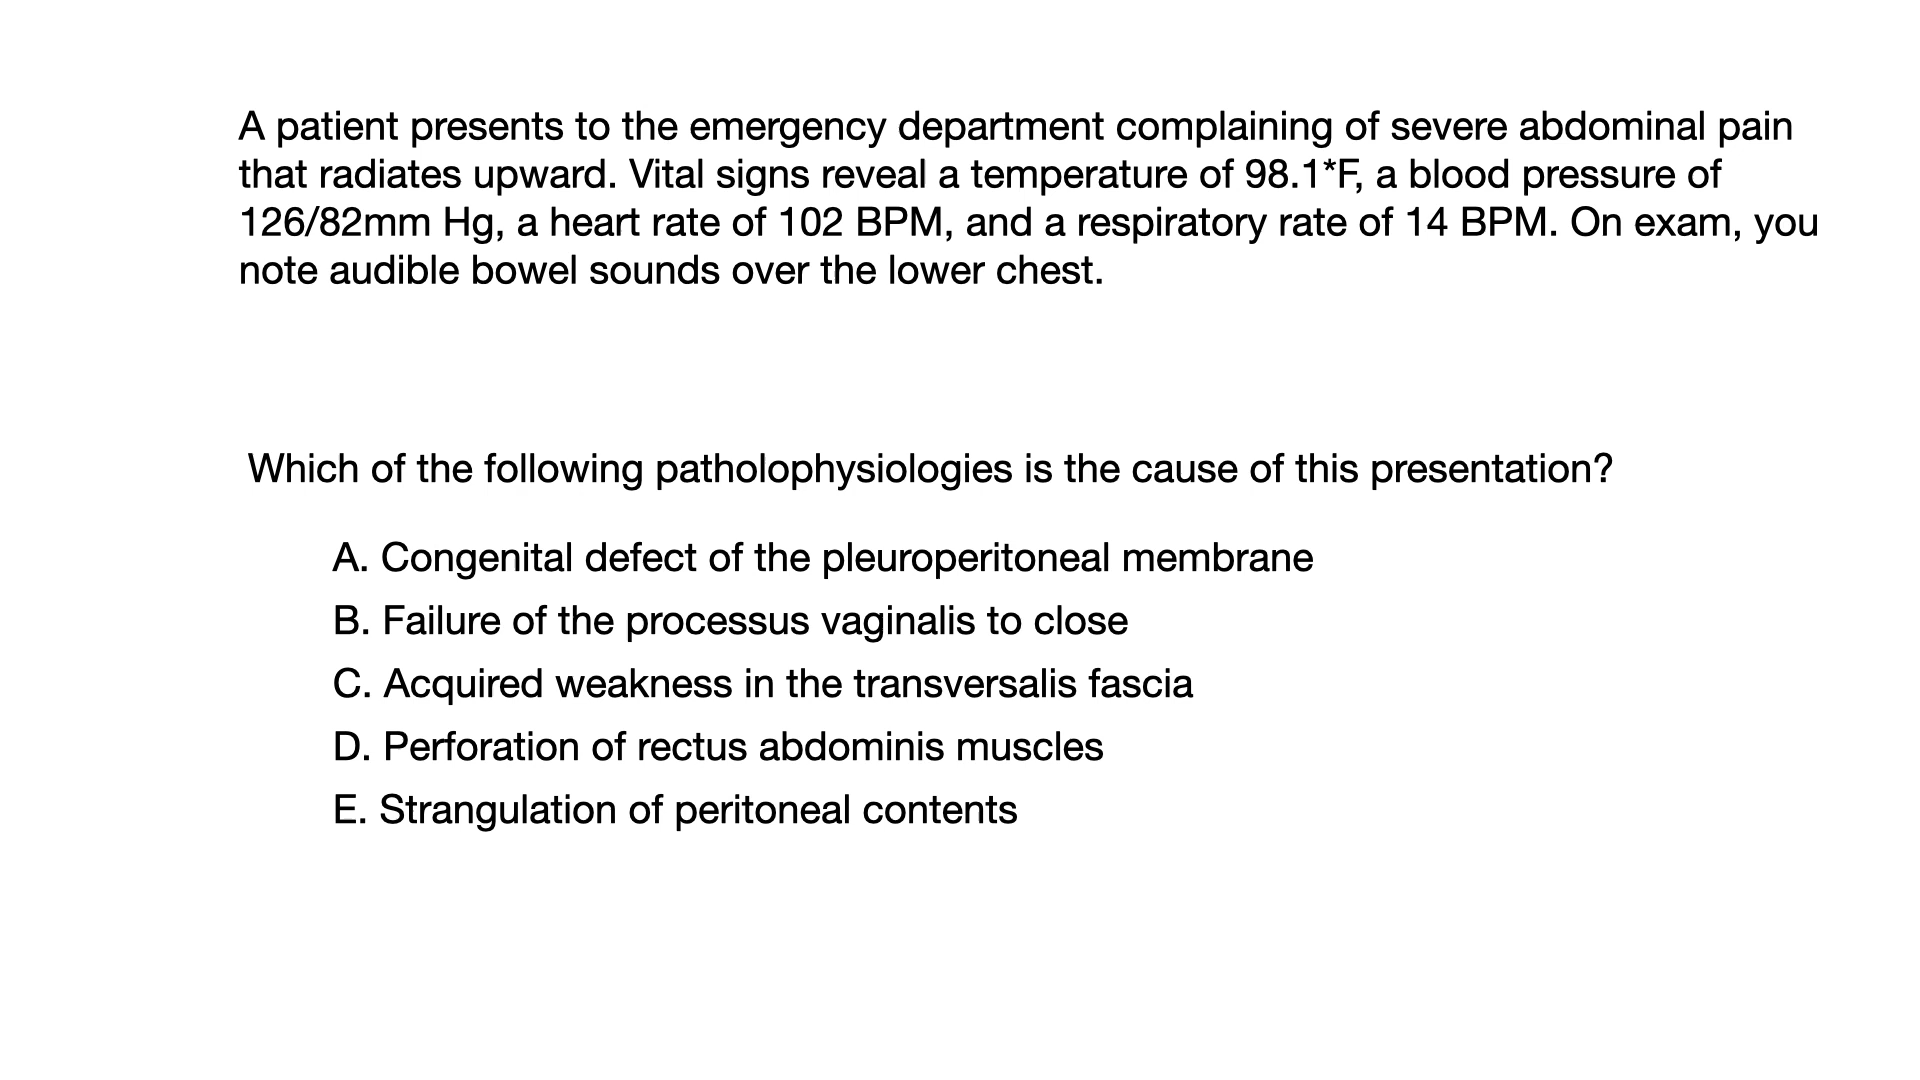 A patient presents to the emergency department complaining of severe abdominal pain
that radiates upward. Vital signs reveal a temperature of 98.1*F, a blood pressure of
126/82mm Hg, a heart rate of 102 BPM, and a respiratory rate of 14 BPM. On exam, you
note audible bowel sounds over the lower chest.
Which of the following patholophysiologies is the cause of this presentation?
A. Congenital defect of the pleuroperitoneal membrane
B. Failure of the processus vaginalis to close
C. Acquired weakness in the transversalis fascia
D. Perforation of rectus abdominis muscles
E. Strangulation of peritoneal contents